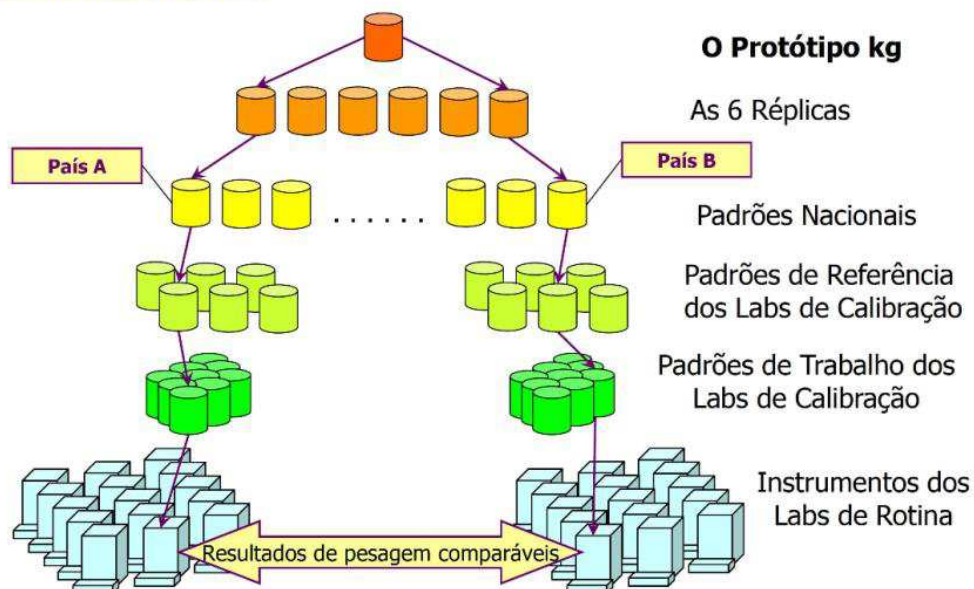 O Protótipo kg
As 6 Réplicas
País A
País B
Padrões Nacionais
. . . . . .
Padrões de Referência
dos Labs de Calibração
Padrões de Trabalho dos
Labs de Calibração
Instrumentos dos
Labs de Rotina
Resultados de pesagem comparáveis